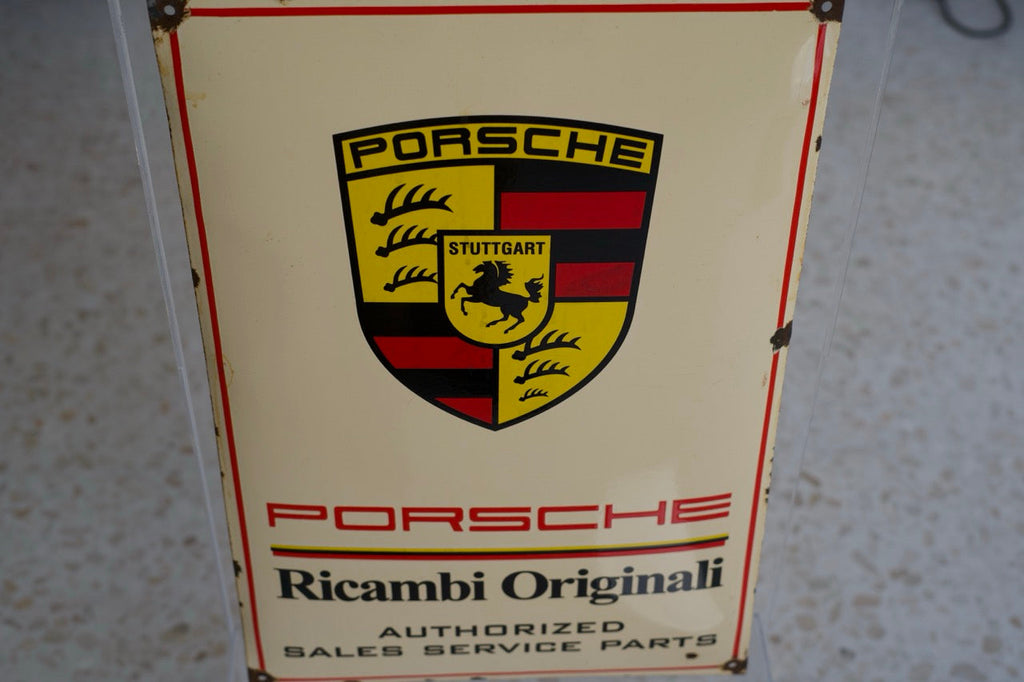 PORSCHE
STUTTGART
PORSCHE
Ricambi Originali
AUTHORIZED
SALES SERVICE PARTS